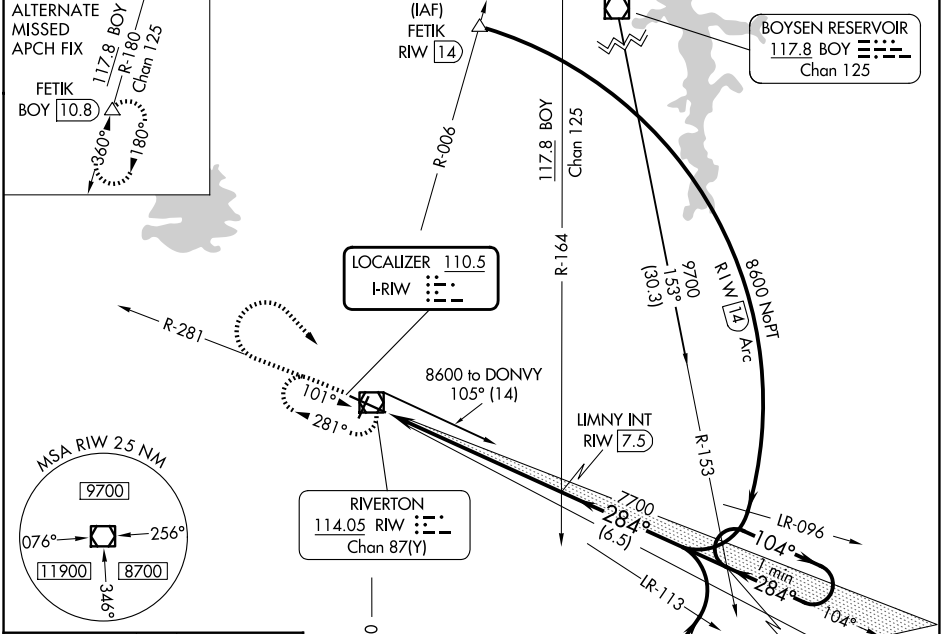 ALTERNATE
MISSED
APCH FIX
117.8 BOY
R-180
Chan 125
FETIK
BOY 10.8
360°
180°
(IAF)
FETIK
RIW 14
BOYSEN RESERVOIR
117.8 BOY
Chan 125
R-006
117.8 BOY
Chan 125
R-164
9700
153°
(30.3)
8600 NoPT
RIW 14 Arc
LOCALIZER 110.5
I-RIW
R-281
101°
281°
8600 to DONVY
105° (14)
LIMNY INT
RIW 7.5
R-153
MSA RIW 25 NM
9700
076°
256°
11900
8700
346°
RIVERTON
114.05 RIW
Chan 87(Y)
7700
284°
(6.5)
LR-096
104°
1 min
284°
104°
LR-113
0